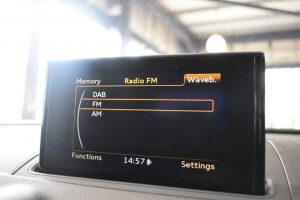 Memory Radio FM Waveb.
DAB
FM
AM
Functions 14:57 Settings